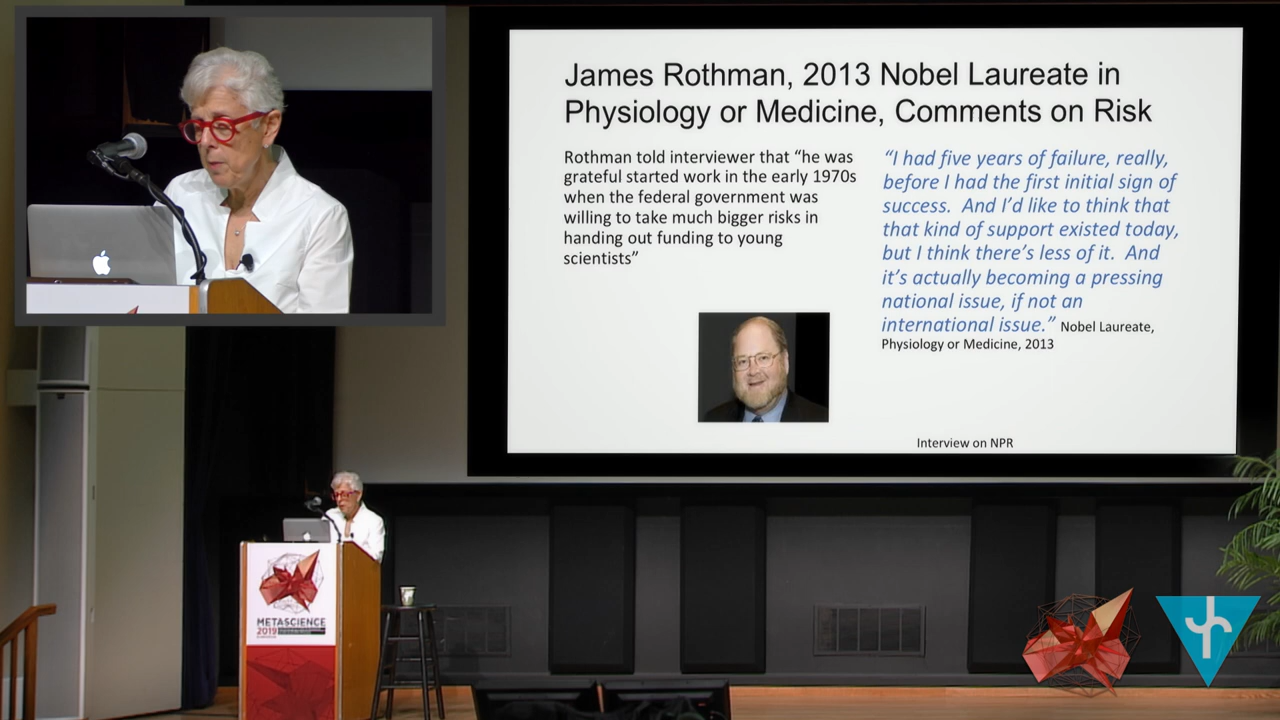 James Rothman, 2013 Nobel Laureate in
Physiology or Medicine, Comments on Risk
Rothman told interviewer that “he was
grateful started work in the early 1970s
when the federal government was
willing to take much bigger risks in
handing out funding to young
scientists”
“I had five years of failure, really,
before I had the first initial sign of
success.  And I’d like to think that
that kind of support existed today,
but I think there’s less of it.  And
it’s actually becoming a pressing
national issue, if not an
international issue.” Nobel Laureate,
Physiology or Medicine, 2013
Interview on NPR
METASCIENCE
2019